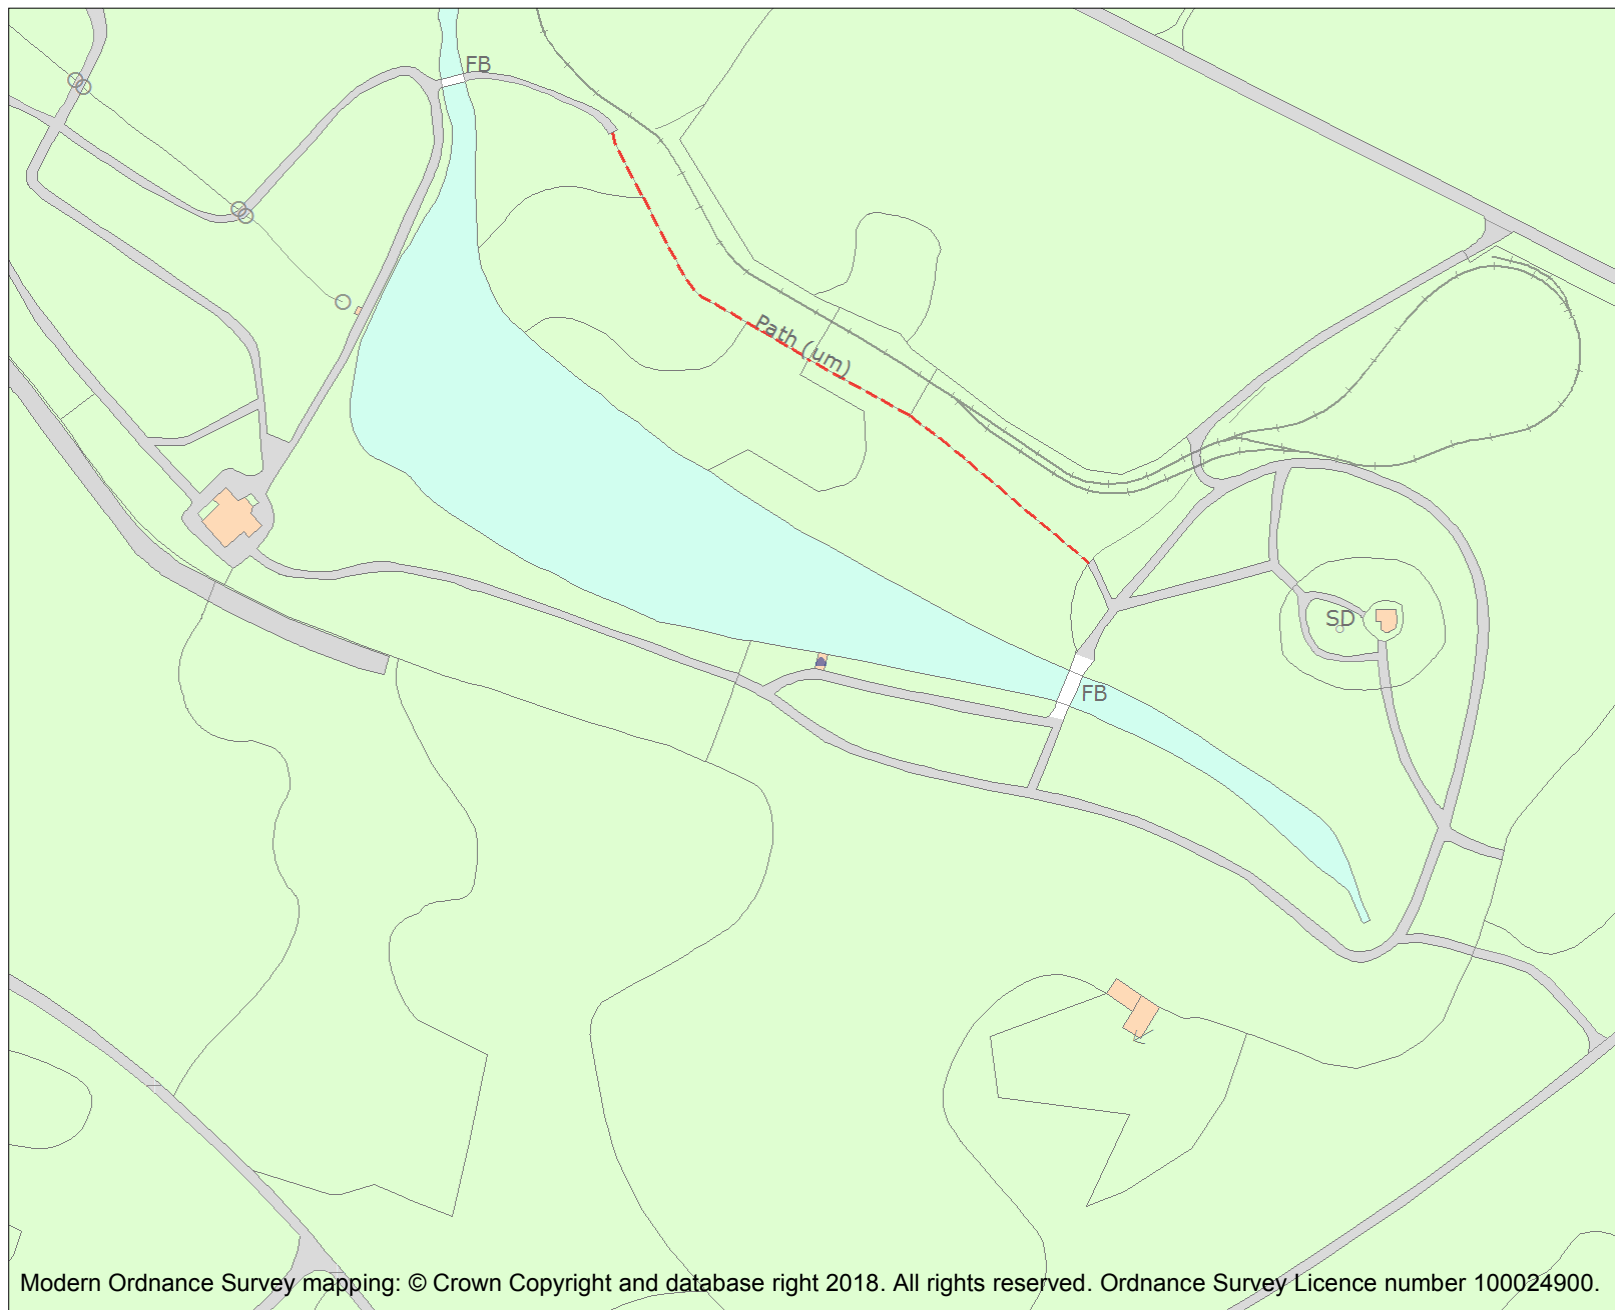 FB
Path (um)
SD
FB
Modern Ordnance Survey mapping: © Crown Copyright and database right 2018. All rights reserved. Ordnance Survey Licence number 100024900.